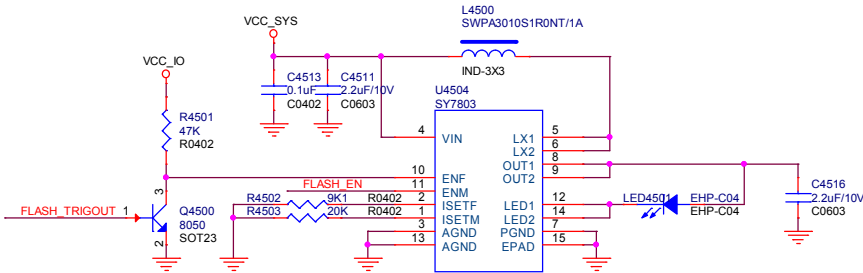 L4500
SWPA3010S1R0NT/1A
VCC_SYS
VCC_IO
IND-3X3
C4513
0.1uF
C0402
C4511
2.2uF/10V
C0603
U4504
SY7803
R4501
47K
R0402
4 VIN
LX1 5
LX2 6
OUT1 8
OUT2 9
10 ENF
FLASH_EN
11 ENM
R4502 9K1 R0402 2 ISETF
R4503 20K R0402 1 ISETM
3 AGND
13 AGND
LED1 12
LED2 14
PGND 7
EPAD 15
LED4501
EHP-C04
EHP-C04
C4516
2.2uF/10V
C0603
FLASH_TRIGOUT 1
3
2
Q4500
8050
SOT23